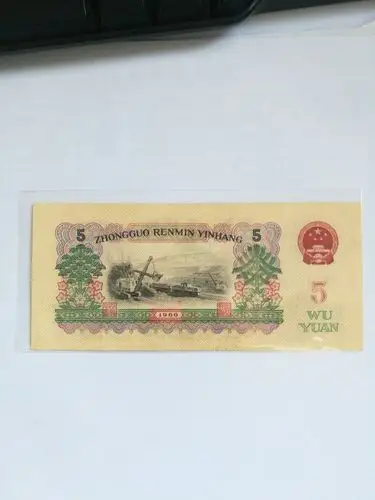 5 ZHONGGUO RENMIN YINHANG 5
1960
5
WU
YUAN